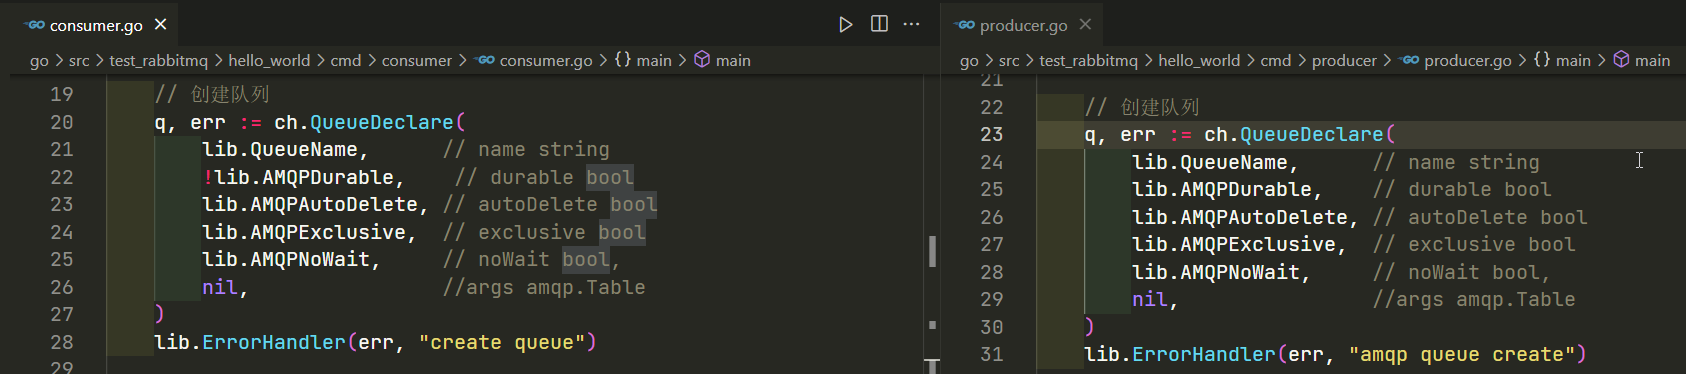 GO consumer.go ×
go > src > test_rabbitmq > hello_world > cmd > consumer > GO consumer.go > {} main > main
19 // 创建队列
20 q, err := ch.QueueDeclare(
21 lib.QueueName, // name string
22 !lib.AMQPDurable, // durable bool
23 lib.AMQPAutoDelete, // autoDelete bool
24 lib.AMQPExclusive, // exclusive bool
25 lib.AMQPNoWait, // noWait bool,
26 nil, //args amqp.Table
27 )
28 lib.ErrorHandler(err, "create queue")
29
GO producer.go ×
go > src > test_rabbitmq > hello_world > cmd > producer > GO producer.go > {} main > main
21
22 // 创建队列
23 q, err := ch.QueueDeclare(
24 lib.QueueName, // name string
25 lib.AMQPDurable, // durable bool
26 lib.AMQPAutoDelete, // autoDelete bool
27 lib.AMQPExclusive, // exclusive bool
28 lib.AMQPNoWait, // noWait bool,
29 nil, //args amqp.Table
30 )
31 lib.ErrorHandler(err, "amqp queue create")